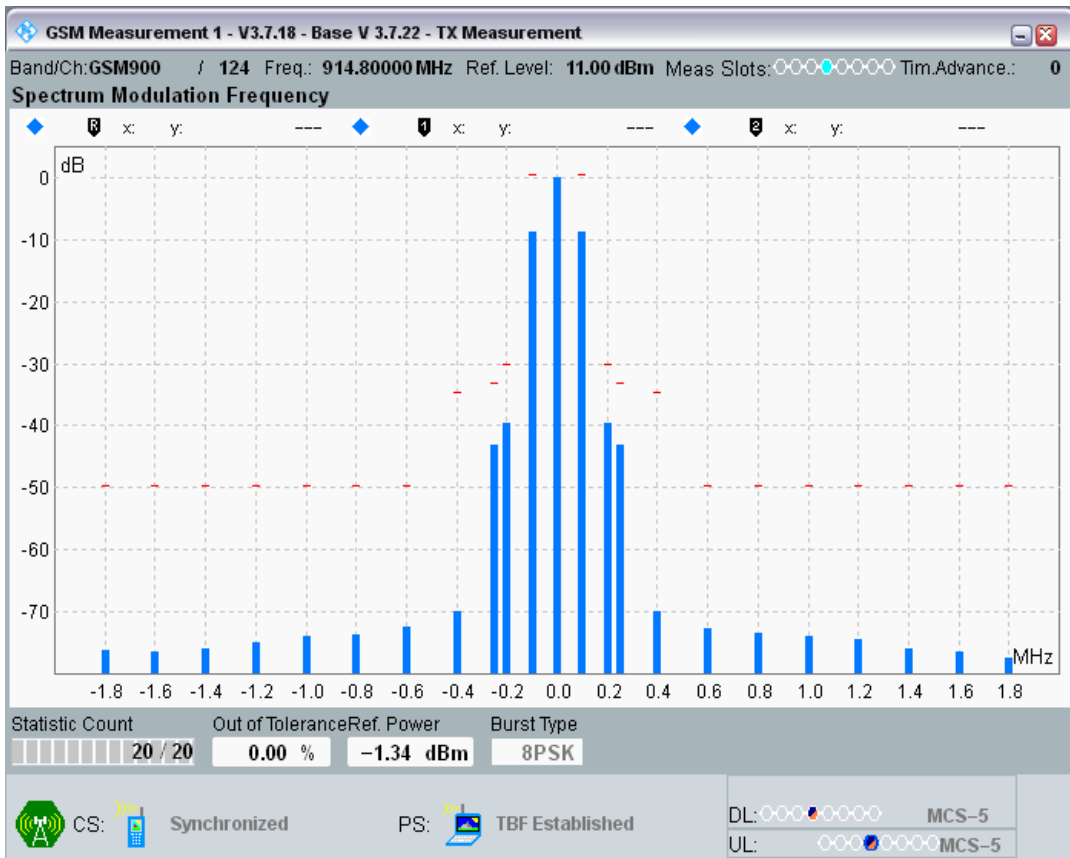 GSM Measurement 1 - V3.7.18 - Base V 3.7.22 - TX Measurement
Band/Ch:GSM900 / 124 Freq.: 914.80000 MHz Ref. Level: 11.00 dBm Meas Slots: Tim.Advance.: 0
Spectrum Modulation Frequency
R x: y: --- 1 x: y: --- 2 x: y: ---
dB
0
-10
-20
-30
-40
-50
-60
-70
MHz
-1.8 -1.6 -1.4 -1.2 -1.0 -0.8 -0.6 -0.4 -0.2 0.0 0.2 0.4 0.6 0.8 1.0 1.2 1.4 1.6 1.8
Statistic Count Out of Tolerance Ref. Power Burst Type
20 / 20 0.00 % -1.34 dBm 8PSK
CS: Synchronized PS: TBF Established
DL: MCS-5
UL: MCS-5